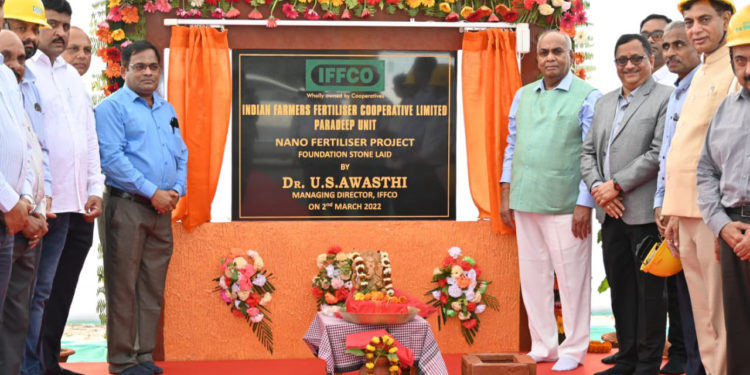 IFFCO
Wholly owned by Cooperatives
INDIAN FARMERS FERTILISER COOPERATIVE LIMITED
PARADEEP UNIT
NANO FERTILISER PROJECT
FOUNDATION STONE LAID
BY
DR. U.S.AWASTHI
MANAGING DIRECTOR, IFFCO
ON 2ND MARCH 2022